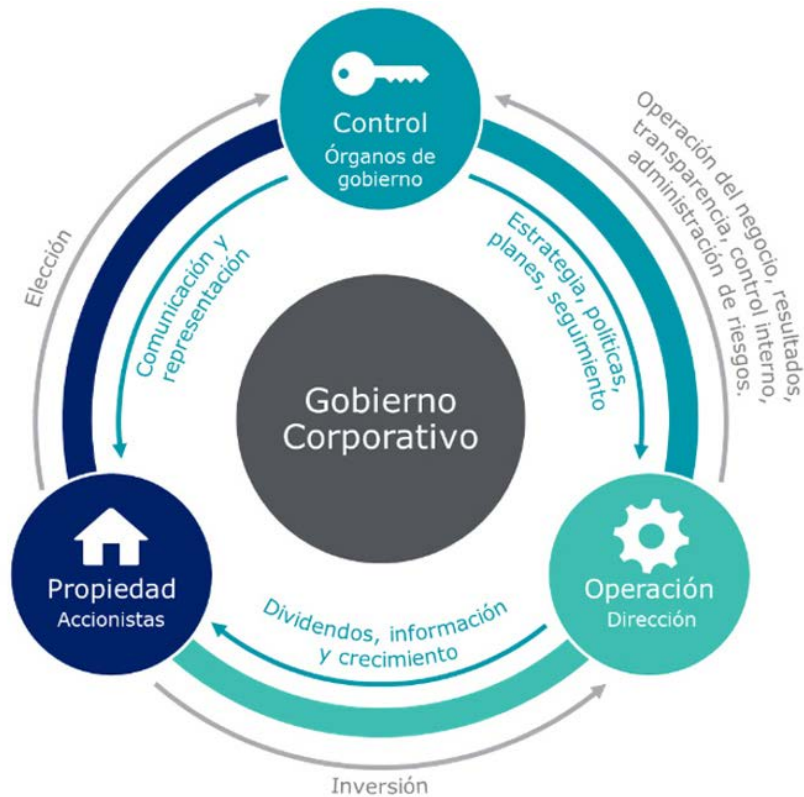 Control
Órganos de
gobierno
Operación del negocio, resultados,
transparencia, control interno,
administración de riesgos.
Elección
Comunicación y
representación
Estrategia, políticas,
planes, seguimiento
Gobierno
Corporativo
Propiedad
Accionistas
Operación
Dirección
Dividendos, información
y crecimiento
Inversión